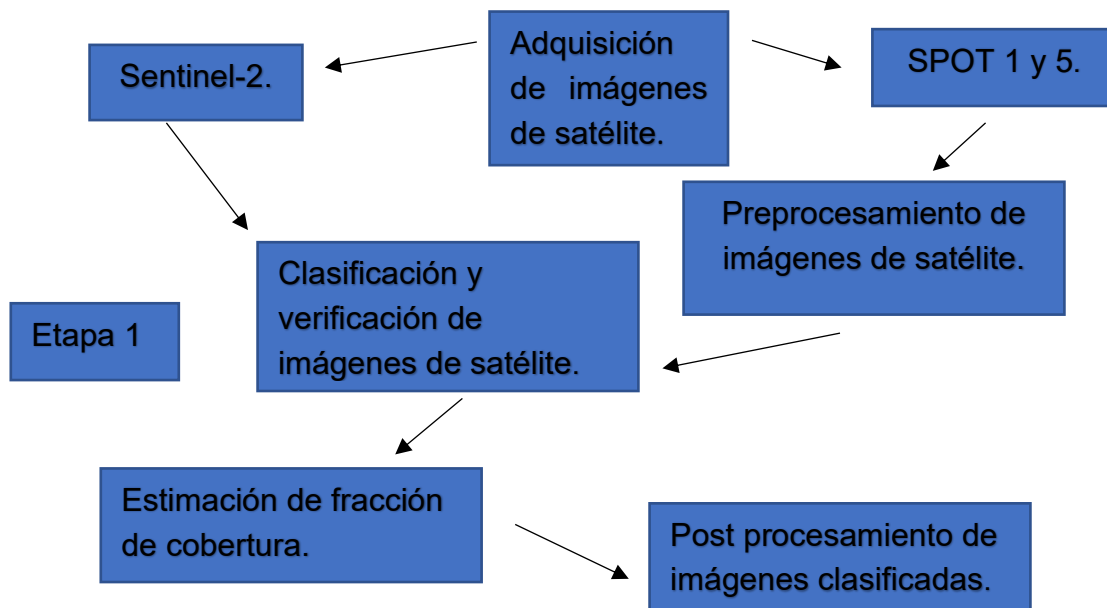 Adquisición
de imágenes
de satélite.
Sentinel-2.
SPOT 1 y 5.
Preprocesamiento de
imágenes de satélite.
Clasificación y
verificación de
imágenes de satélite.
Etapa 1
Estimación de fracción
de cobertura.
Post procesamiento de
imágenes clasificadas.